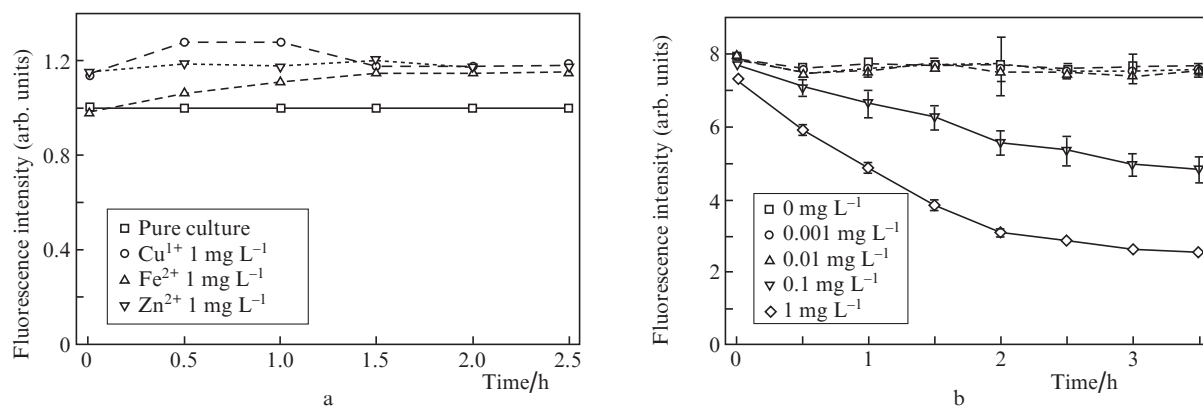 Fluorescence intensity (arb. units)
1.2
0.8
0.4
0
Pure culture
Cu¹⁺ 1 mg L⁻¹
Fe²⁺ 1 mg L⁻¹
Zn²⁺ 1 mg L⁻¹
0 0.5 1.0 1.5 2.0 2.5
Time/h
a
Fluorescence intensity (arb. units)
8
6
4
2
0
0 mg L⁻¹
0.001 mg L⁻¹
0.01 mg L⁻¹
0.1 mg L⁻¹
1 mg L⁻¹
0 1 2 3
Time/h
b